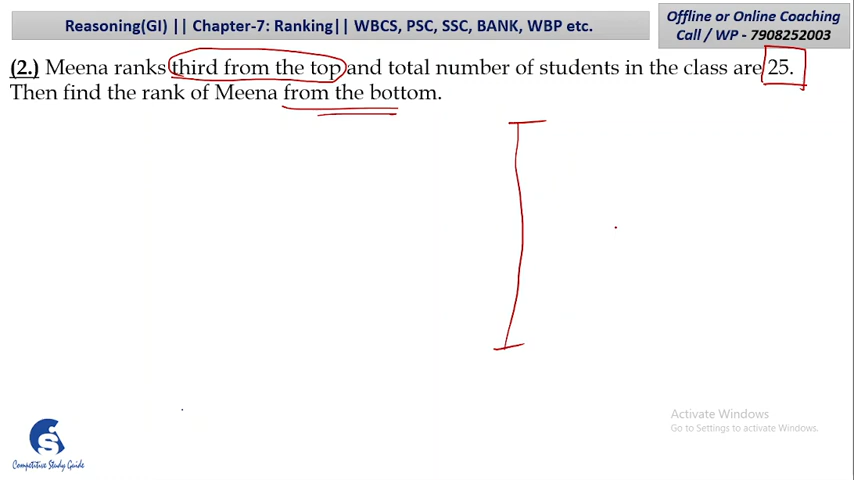 Reasoning(GI) || Chapter-7: Ranking|| WBCS, PSC, SSC, BANK, WBP etc.
Offline or Online Coaching
Call / WP - 7908252003
(2.) Meena ranks third from the top and total number of students in the class are 25.
Then find the rank of Meena from the bottom.
Activate Windows
Go to Settings to activate Windows.
CS
Competitive Study Guide